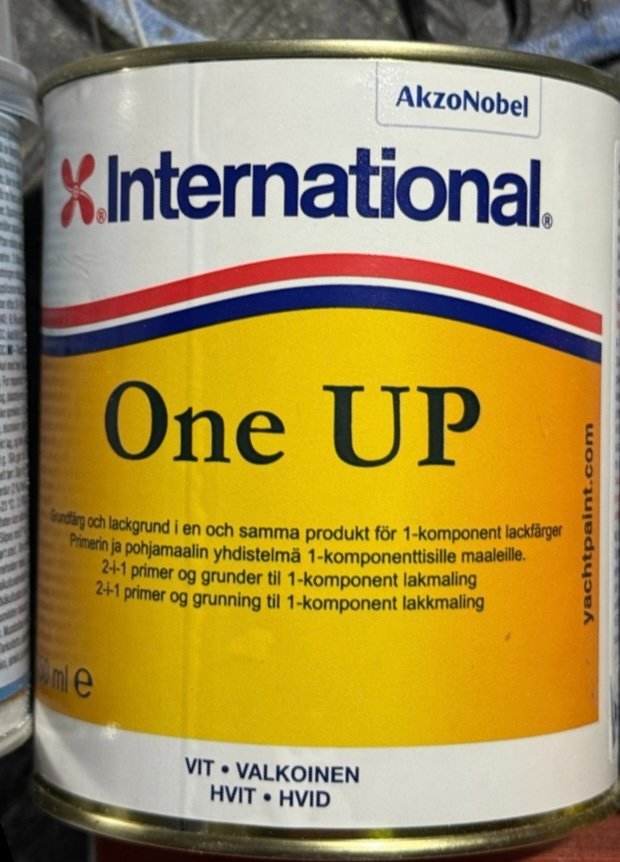 AkzoNobel
International®
One UP
Grundfärg och lackgrund i en och samma produkt för 1-komponent lackfärger
Primerin ja pohjamaalin yhdistelmä 1-komponenttisille maaleille.
2-i-1 primer og grunder til 1-komponent lakmaling
2-i-1 primer og grunning til 1-komponent lakkmaling
yachtpaint.com
ml e
VIT • VALKOINEN
HVIT • HVID